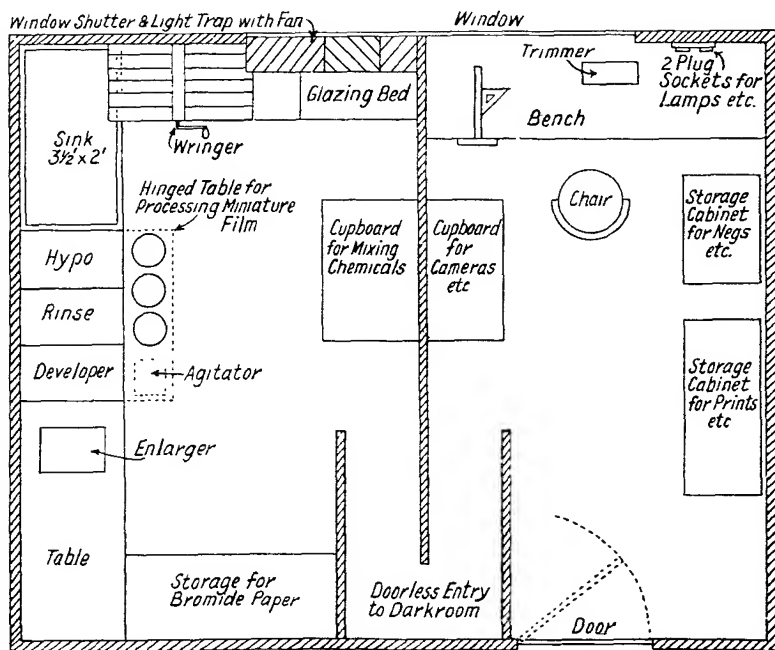 Window Shutter & Light Trap with Fan
Window
Trimmer
2 Plug
Sockets for
Lamps etc.
Glazing Bed
Bench
Sink
3½' x 2'
Wringer
Hinged Table for
Processing Miniature
Film
Chair
Storage
Cabinet
for Negs
etc.
Cupboard
for Mixing
Chemicals
Cupboard
for
Cameras
etc
Hypo
Rinse
Developer
Agitator
Storage
Cabinet
for Prints
etc
Enlarger
Table
Storage for
Bromide Paper
Doorless Entry
to Darkroom
Door